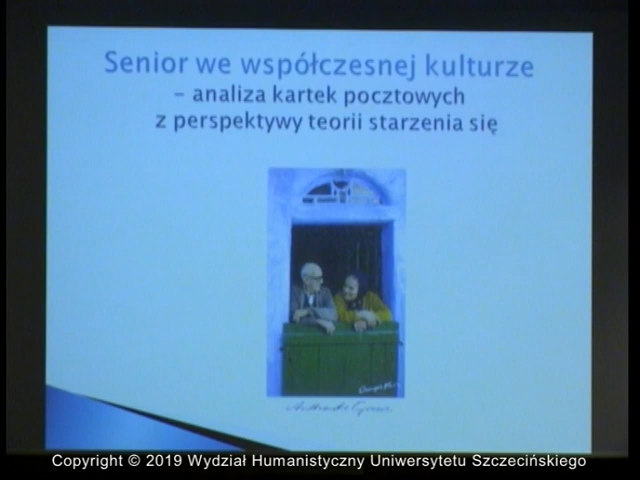 Senior we współczesnej kulturze
– analiza kartek pocztowych
z perspektywy teorii starzenia się
Copyright © 2019 Wydział Humanistyczny Uniwersytetu Szczecińskiego